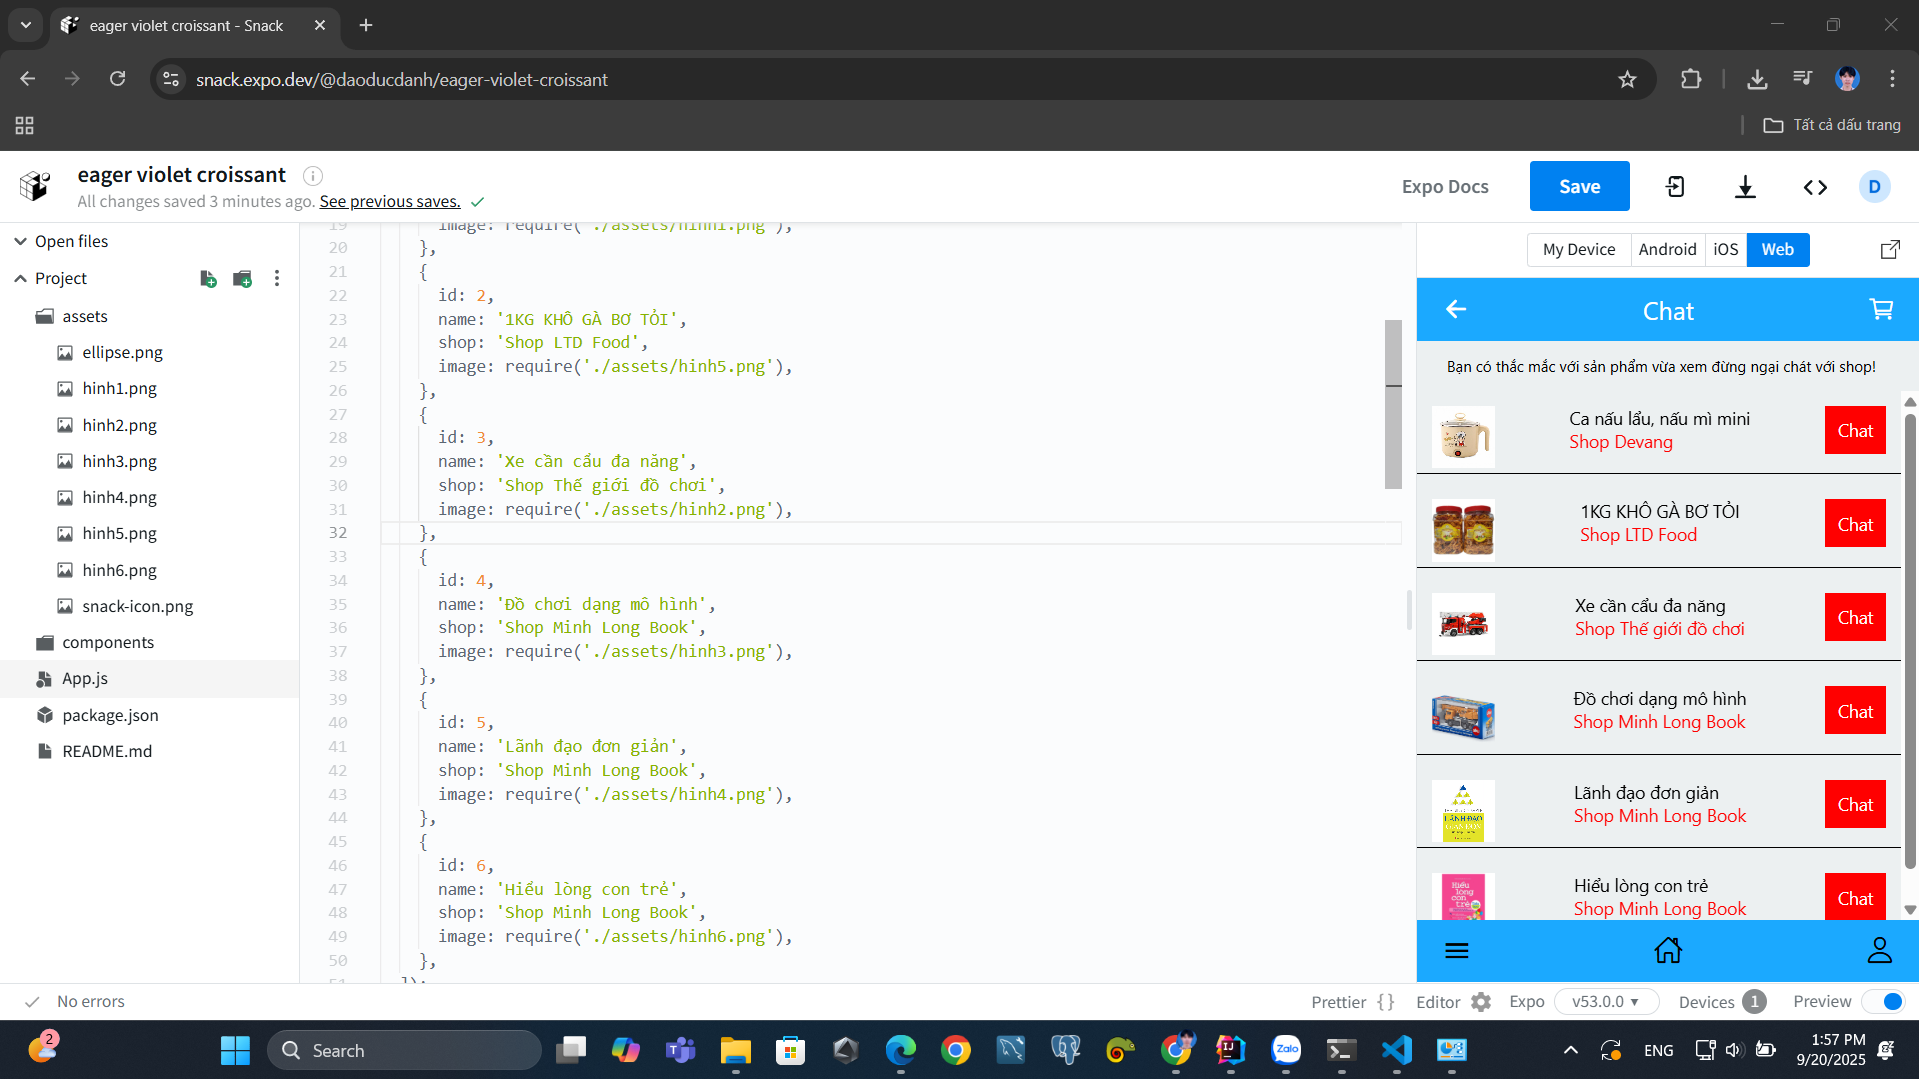 eager violet croissant - Snack
snack.expo.dev/@daoducdanh/eager-violet-croissant
Tất cả dấu trang
eager violet croissant
All changes saved 3 minutes ago. See previous saves.
Expo Docs
Save
D
Open files
Project
assets
ellipse.png
hinh1.png
hinh2.png
hinh3.png
hinh4.png
hinh5.png
hinh6.png
snack-icon.png
components
App.js
package.json
README.md
19 image: require('./assets/hinh1.png'),
20 },
21 {
22 id: 2,
23 name: '1KG KHÔ GÀ BƠ TỎI',
24 shop: 'Shop LTD Food',
25 image: require('./assets/hinh5.png'),
26 },
27 {
28 id: 3,
29 name: 'Xe cần cẩu đa năng',
30 shop: 'Shop Thế giới đồ chơi',
31 image: require('./assets/hinh2.png'),
32 },
33 {
34 id: 4,
35 name: 'Đồ chơi dạng mô hình',
36 shop: 'Shop Minh Long Book',
37 image: require('./assets/hinh3.png'),
38 },
39 {
40 id: 5,
41 name: 'Lãnh đạo đơn giản',
42 shop: 'Shop Minh Long Book',
43 image: require('./assets/hinh4.png'),
44 },
45 {
46 id: 6,
47 name: 'Hiểu lòng con trẻ',
48 shop: 'Shop Minh Long Book',
49 image: require('./assets/hinh6.png'),
50 },
51 ]);
My Device Android iOS Web
Chat
Bạn có thắc mắc với sản phẩm vừa xem đừng ngại chát với shop!
Ca nấu lẩu, nấu mì mini
Shop Devang
Chat
1KG KHÔ GÀ BƠ TỎI
Shop LTD Food
Chat
Xe cần cẩu đa năng
Shop Thế giới đồ chơi
Chat
Đồ chơi dạng mô hình
Shop Minh Long Book
Chat
LÃNH ĐẠO
Lãnh đạo đơn giản
Shop Minh Long Book
Chat
Hiểu
lòng
con
trẻ
Hiểu lòng con trẻ
Shop Minh Long Book
Chat
No errors
Prettier {} Editor Expo v53.0.0 Devices 1 Preview
2
Search
Zalo
ENG
1:57 PM
9/20/2025